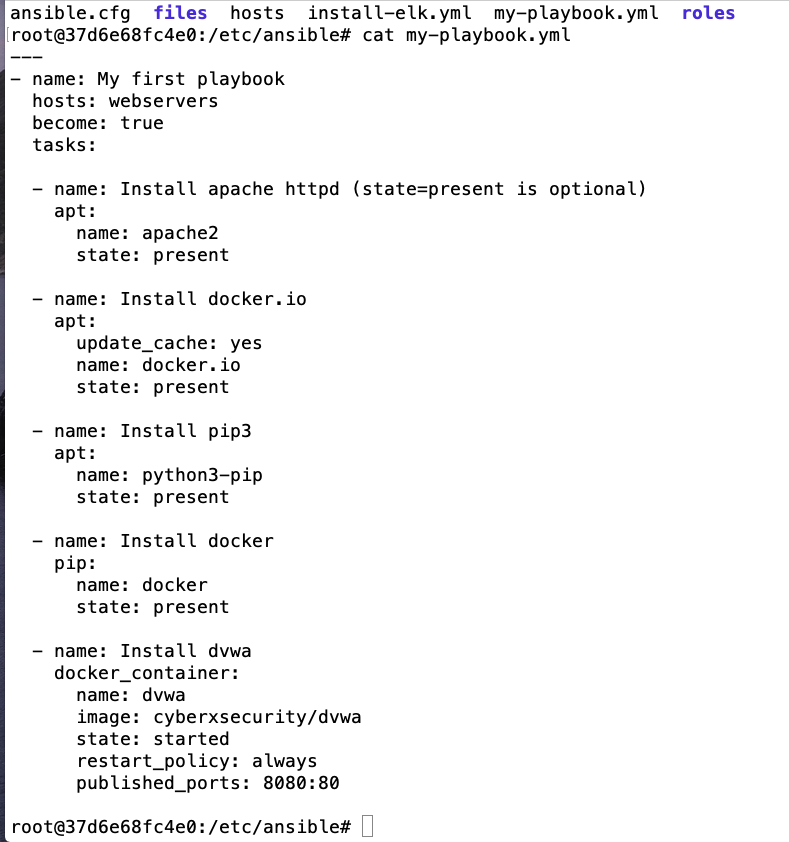 ansible.cfg  files  hosts  install-elk.yml  my-playbook.yml  roles
root@37d6e68fc4e0:/etc/ansible# cat my-playbook.yml
---
- name: My first playbook
  hosts: webservers
  become: true
  tasks:

  - name: Install apache httpd (state=present is optional)
    apt:
      name: apache2
      state: present

  - name: Install docker.io
    apt:
      update_cache: yes
      name: docker.io
      state: present

  - name: Install pip3
    apt:
      name: python3-pip
      state: present

  - name: Install docker
    pip:
      name: docker
      state: present

  - name: Install dvwa
    docker_container:
      name: dvwa
      image: cyberxsecurity/dvwa
      state: started
      restart_policy: always
      published_ports: 8080:80

root@37d6e68fc4e0:/etc/ansible#